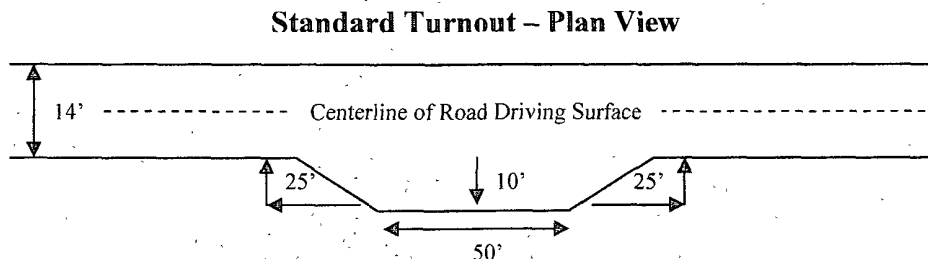 Standard Turnout – Plan View
14'
Centerline of Road Driving Surface
25'
10'
25'
50'